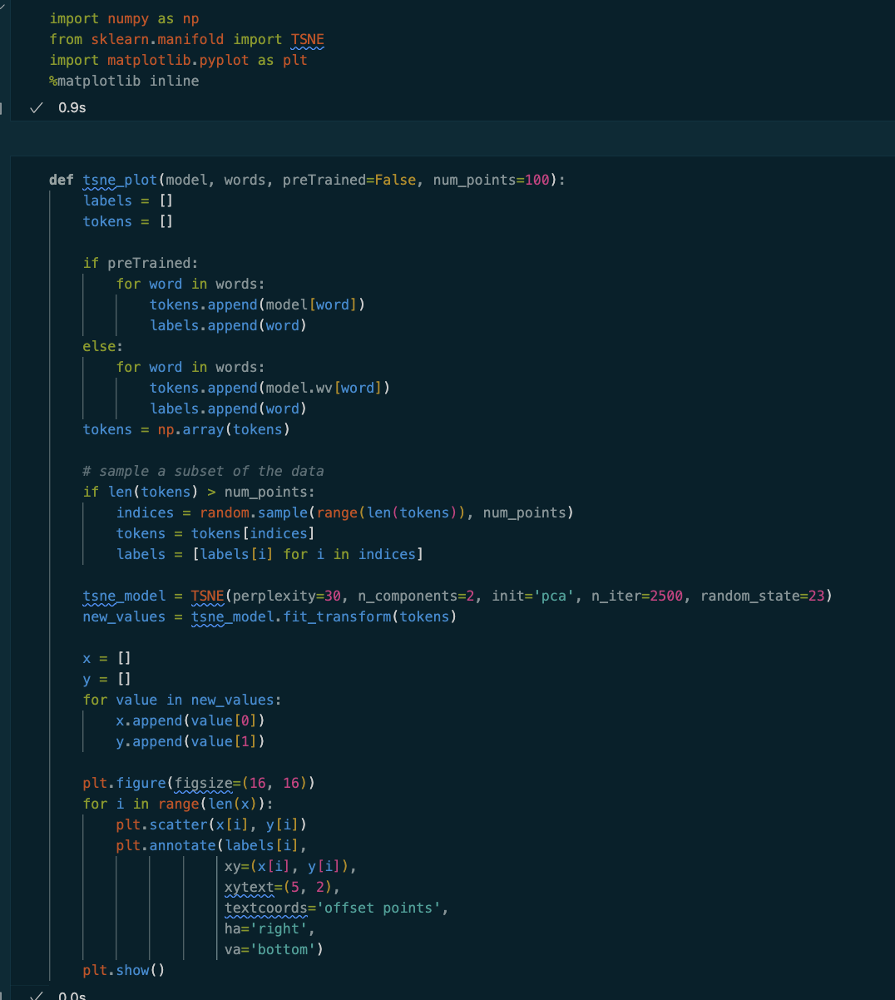 import numpy as np
from sklearn.manifold import TSNE
import matplotlib.pyplot as plt
%matplotlib inline
0.9s
def tsne_plot(model, words, preTrained=False, num_points=100):
    labels = []
    tokens = []
    if preTrained:
        for word in words:
            tokens.append(model[word])
            labels.append(word)
    else:
        for word in words:
            tokens.append(model.wv[word])
            labels.append(word)
    tokens = np.array(tokens)
    # sample a subset of the data
    if len(tokens) > num_points:
        indices = random.sample(range(len(tokens)), num_points)
        tokens = tokens[indices]
        labels = [labels[i] for i in indices]
    tsne_model = TSNE(perplexity=30, n_components=2, init='pca', n_iter=2500, random_state=23)
    new_values = tsne_model.fit_transform(tokens)
    x = []
    y = []
    for value in new_values:
        x.append(value[0])
        y.append(value[1])
    plt.figure(figsize=(16, 16))
    for i in range(len(x)):
        plt.scatter(x[i], y[i])
        plt.annotate(labels[i],
                     xy=(x[i], y[i]),
                     xytext=(5, 2),
                     textcoords='offset points',
                     ha='right',
                     va='bottom')
    plt.show()
0.0s